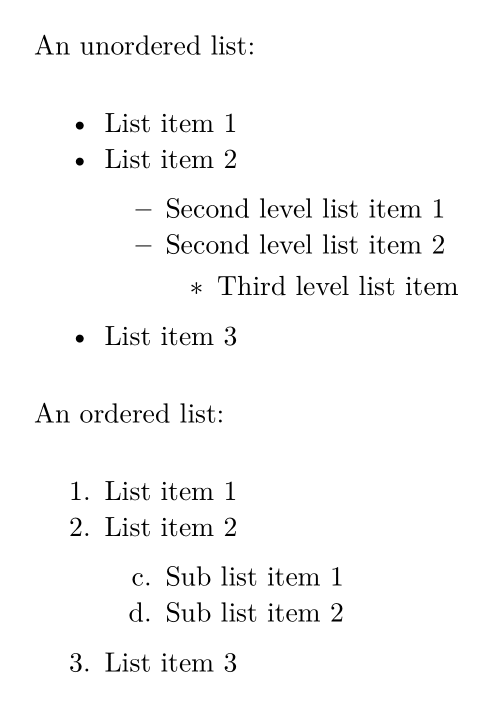 An unordered list:
• List item 1
• List item 2
– Second level list item 1
– Second level list item 2
∗ Third level list item
• List item 3
An ordered list:
1. List item 1
2. List item 2
c. Sub list item 1
d. Sub list item 2
3. List item 3